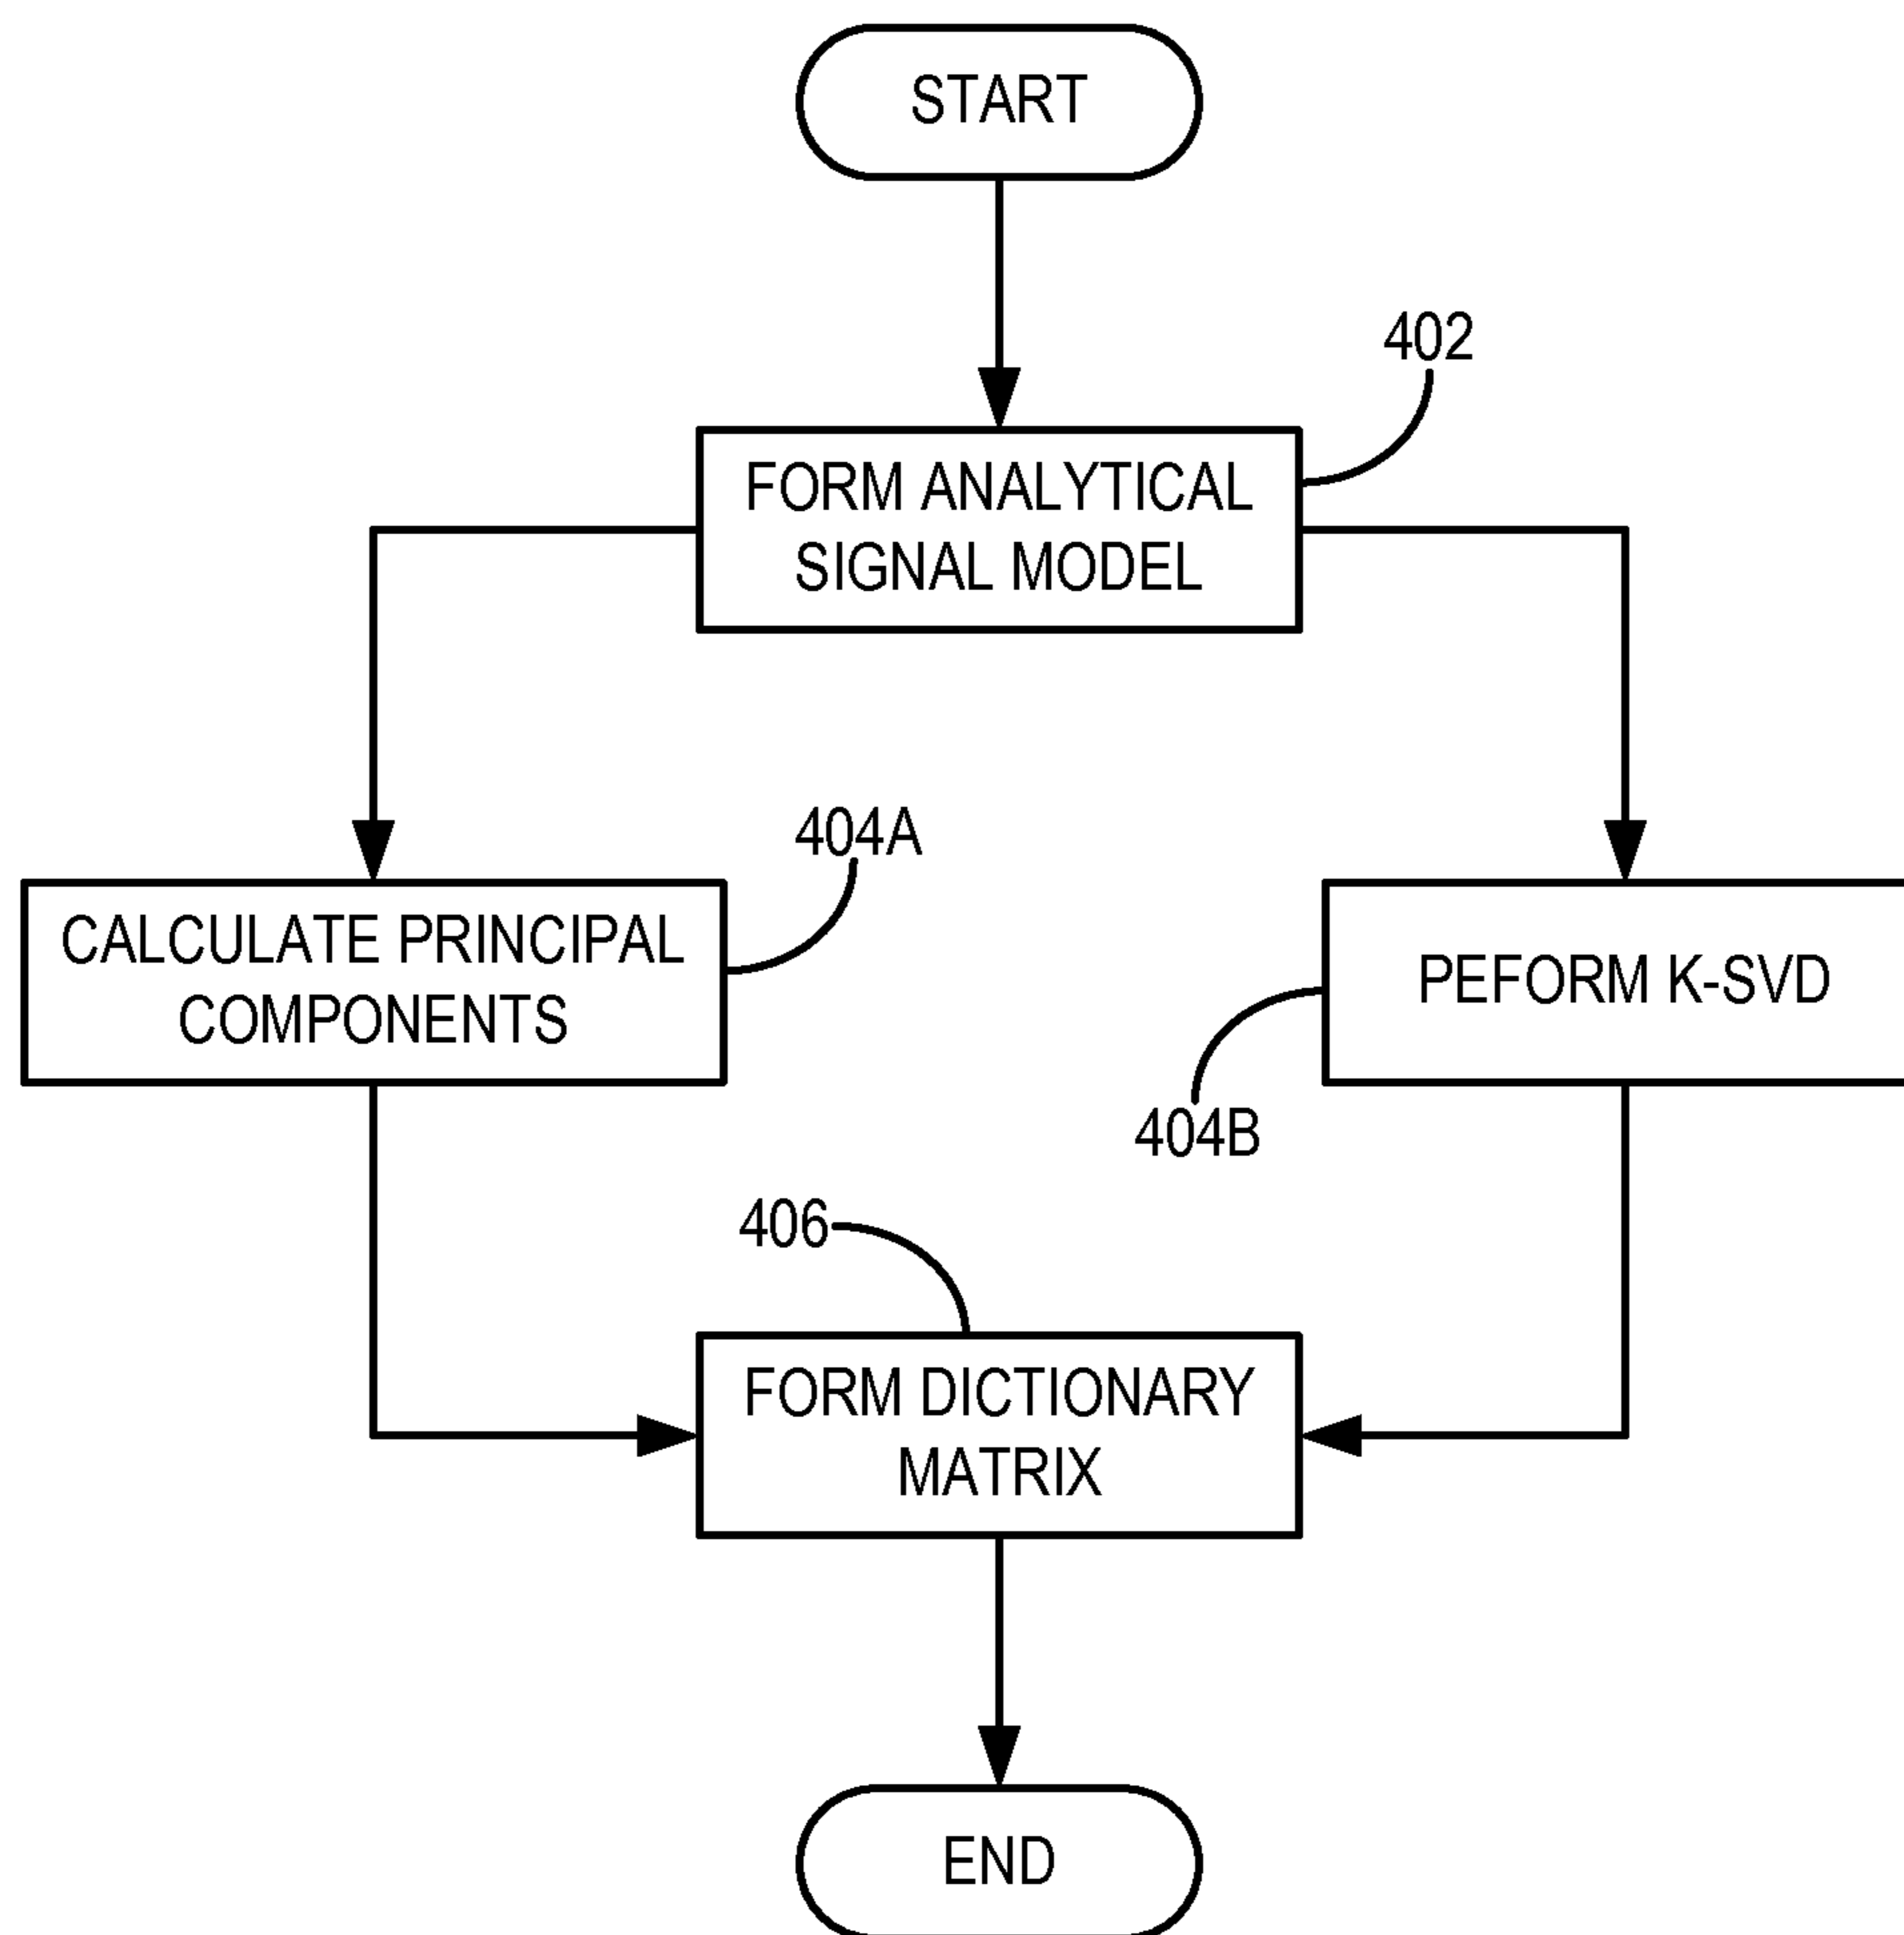 START
402
FORM ANALYTICAL
SIGNAL MODEL
404A
CALCULATE PRINCIPAL
COMPONENTS
PEFORM K-SVD
404B
406
FORM DICTIONARY
MATRIX
END